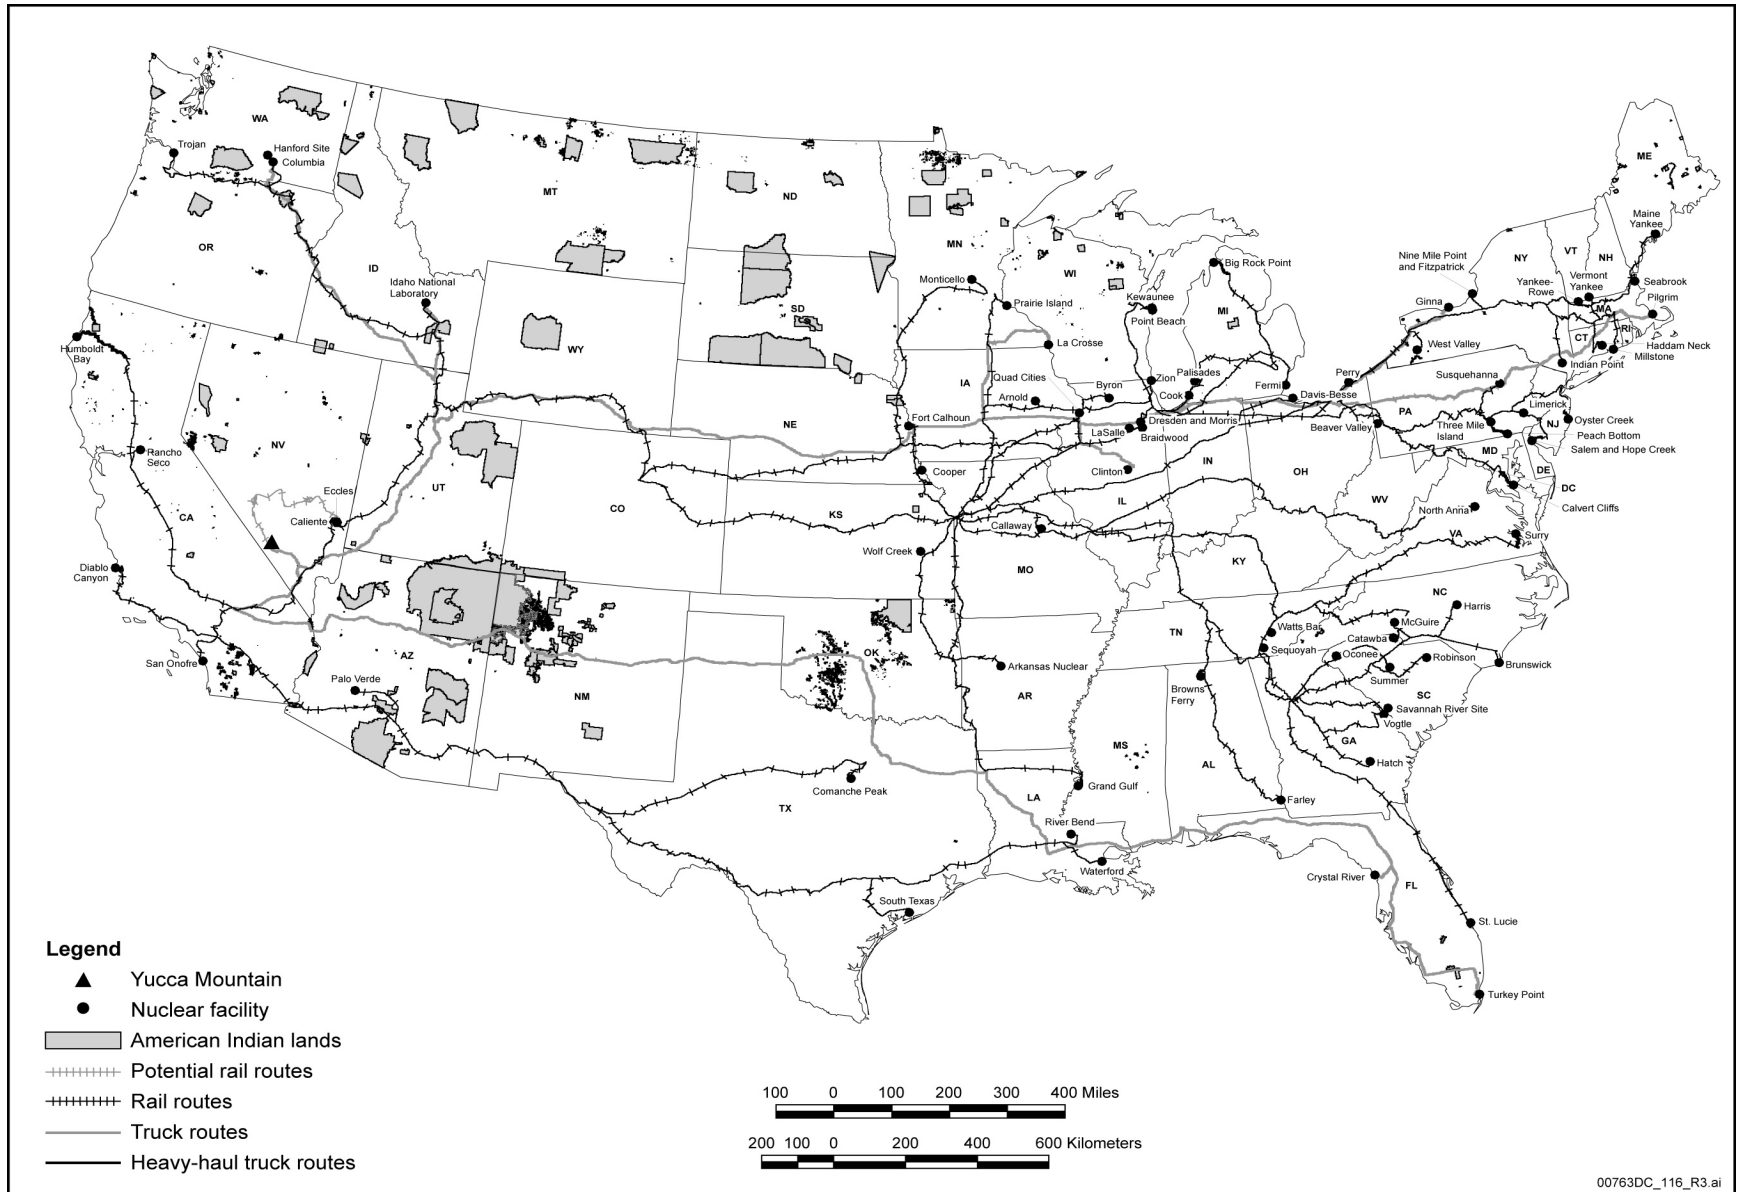 WA
Trojan
Hanford Site
Columbia
OR
ID
MT
ND
MN
WI
MI
ME
Maine
Yankee
NY
VT
NH
Nine Mile Point
and Fitzpatrick
Yankee-
Rowe
Vermont
Yankee
Seabrook
Pilgrim
MA
Ginna
CT
RI
Haddam Neck
Millstone
Indian Point
West Valley
Idaho National
Laboratory
Monticello
Prairie Island
Big Rock Point
Kewaunee
Point Beach
La Crosse
SD
WY
Humboldt
Bay
IA
Quad Cities
Arnold
Byron
Zion
Palisades
Cook
Fermi
Davis-Besse
Perry
Susquehanna
PA
Limerick
Oyster Creek
NJ
Peach Bottom
Salem and Hope Creek
Three Mile
Island
Beaver Valley
MD
DE
DC
Calvert Cliffs
NE
Fort Calhoun
LaSalle
Dresden and Morris
Braidwood
Cooper
Clinton
IN
OH
IL
WV
North Anna
VA
Surry
NV
Rancho
Seco
CA
Eccles
Caliente
UT
CO
KS
Callaway
Wolf Creek
MO
KY
Diablo
Canyon
San Onofre
AZ
Palo Verde
NM
OK
Arkansas Nuclear
AR
TN
Watts Bar
Sequoyah
NC
Harris
McGuire
Catawba
Oconee
Robinson
Summer
Brunswick
SC
Savannah River Site
Vogtle
Browns
Ferry
MS
AL
GA
Hatch
Farley
Grand Gulf
LA
TX
Comanche Peak
River Bend
Waterford
South Texas
Crystal River
FL
St. Lucie
Turkey Point
Legend
Yucca Mountain
Nuclear facility
American Indian lands
Potential rail routes
Rail routes
Truck routes
Heavy-haul truck routes
100 0 100 200 300 400 Miles
200 100 0 200 400 600 Kilometers
00763DC_116_R3.ai